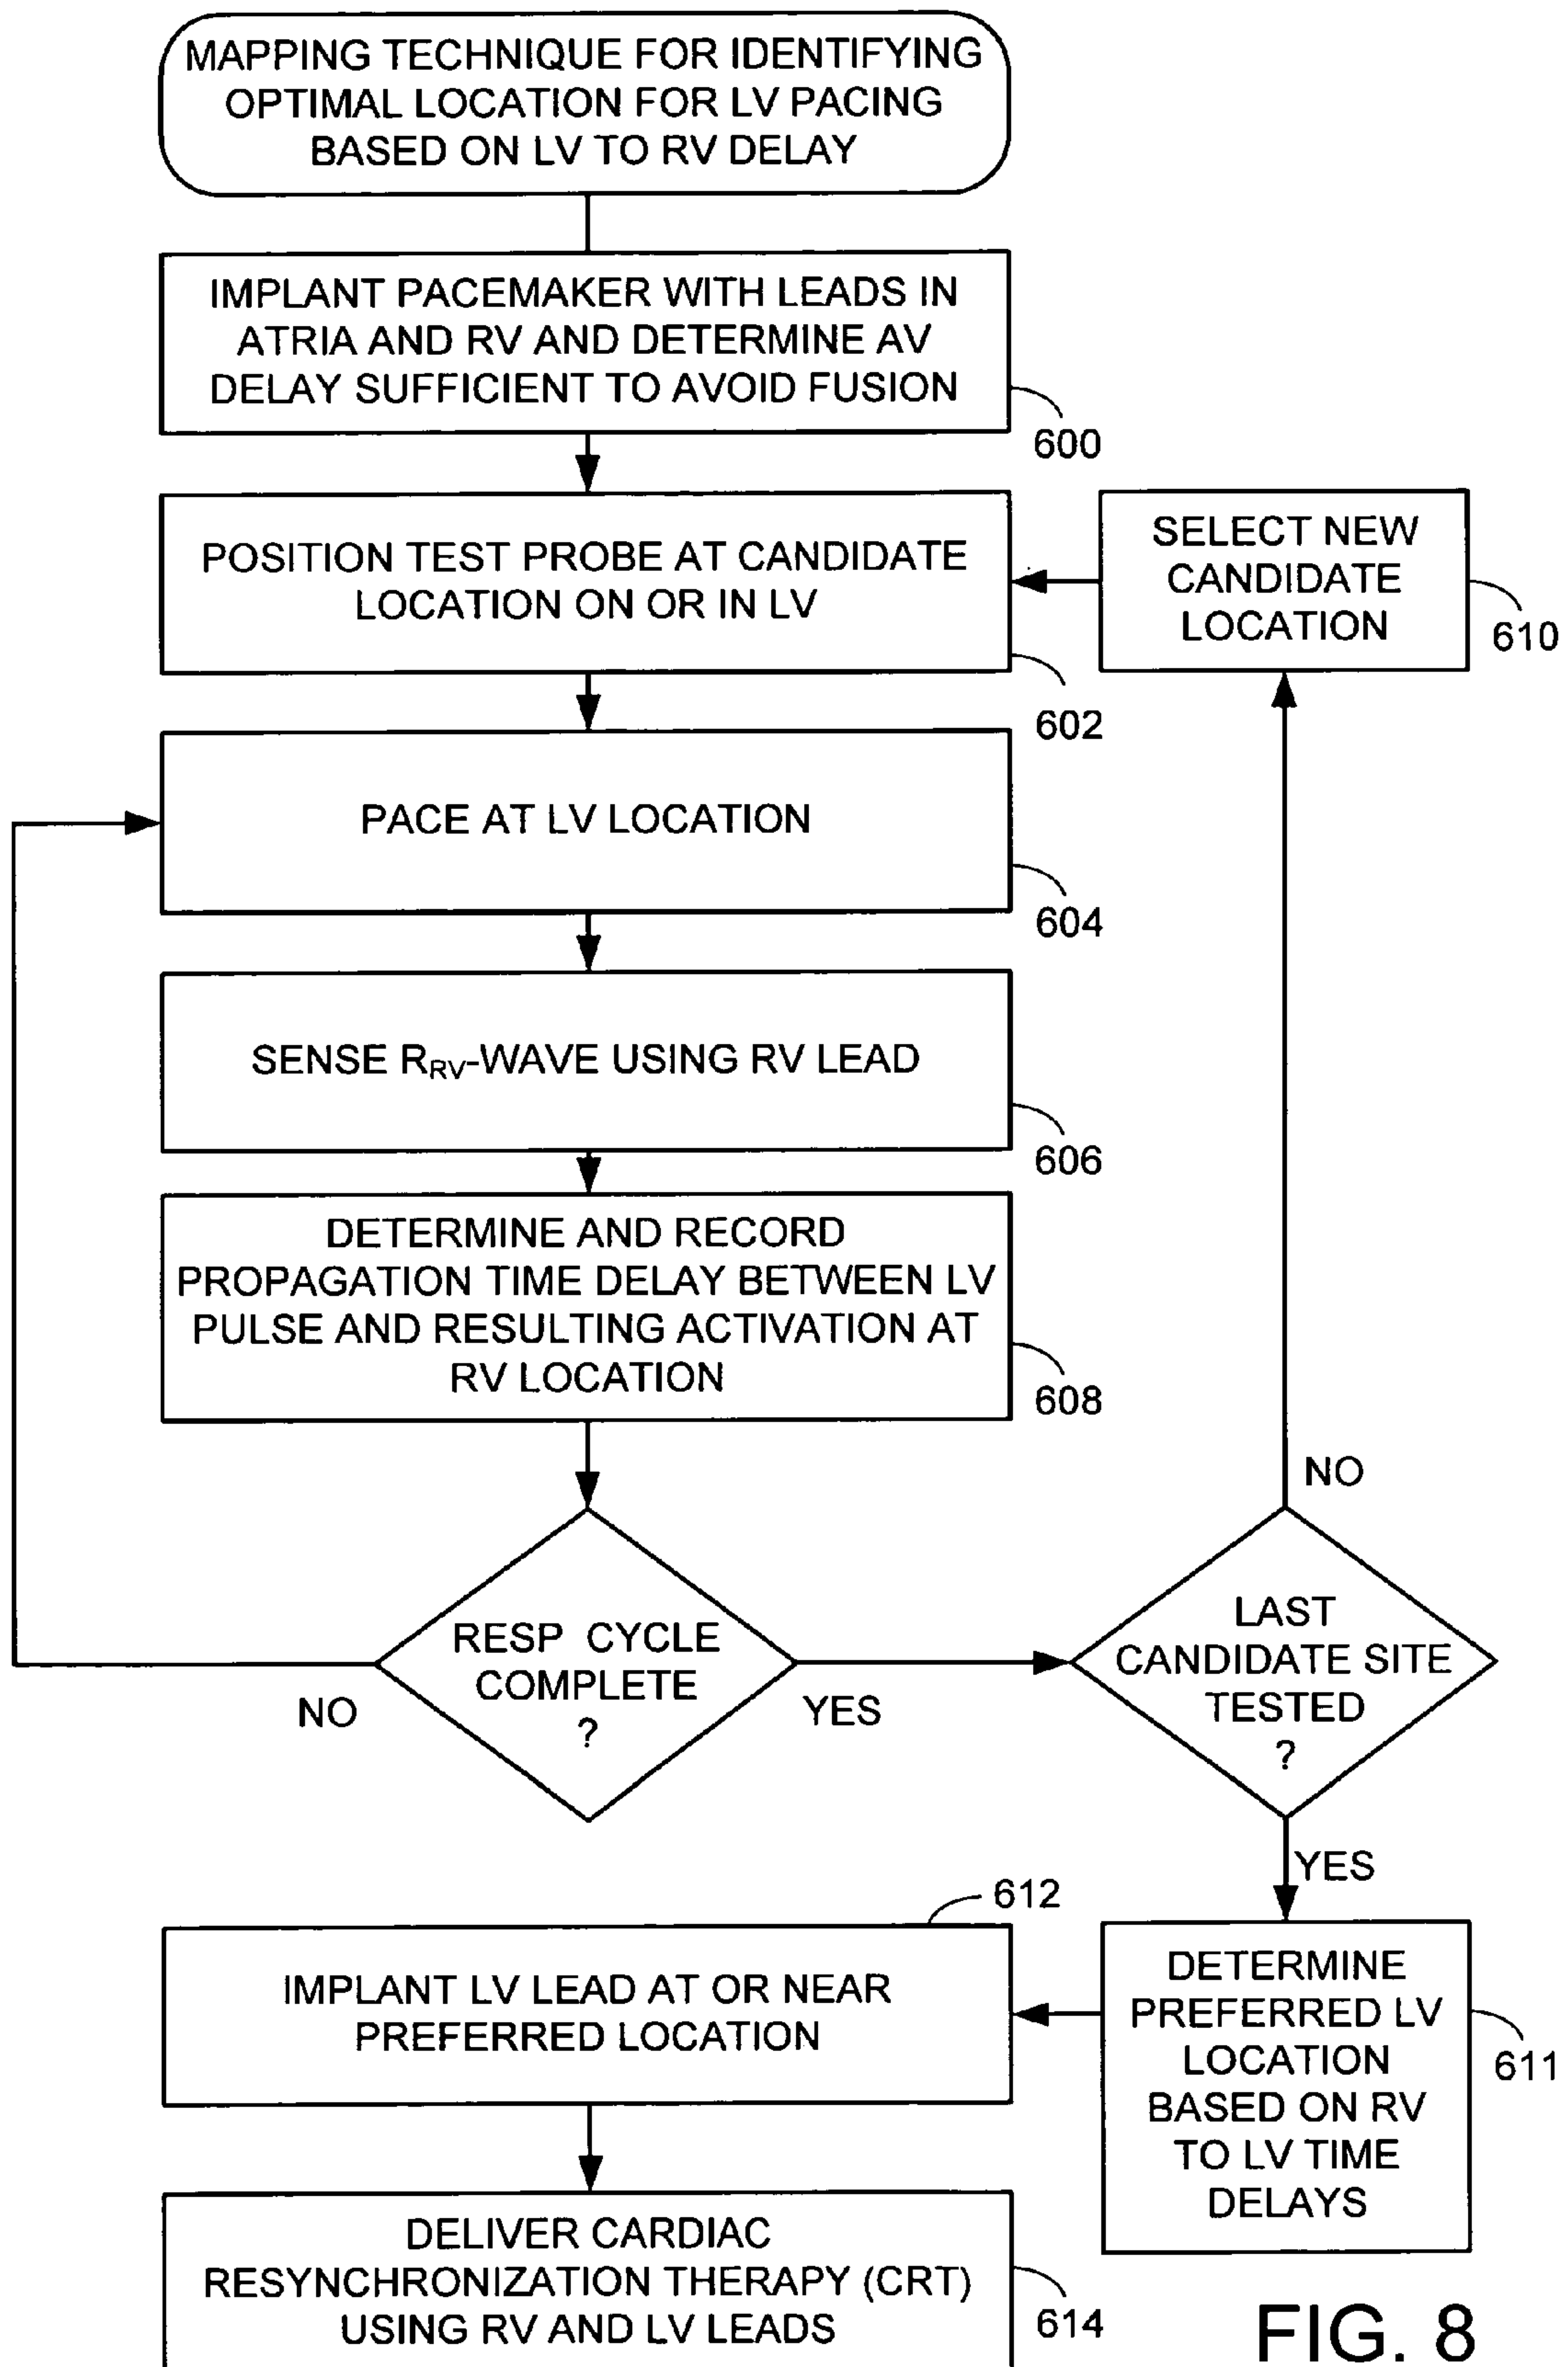 MAPPING TECHNIQUE FOR IDENTIFYING
OPTIMAL LOCATION FOR LV PACING
BASED ON LV TO RV DELAY
IMPLANT PACEMAKER WITH LEADS IN
ATRIA AND RV AND DETERMINE AV
DELAY SUFFICIENT TO AVOID FUSION
600
POSITION TEST PROBE AT CANDIDATE
LOCATION ON OR IN LV
602
SELECT NEW
CANDIDATE
LOCATION
610
PACE AT LV LOCATION
604
SENSE RRV-WAVE USING RV LEAD
606
DETERMINE AND RECORD
PROPAGATION TIME DELAY BETWEEN LV
PULSE AND RESULTING ACTIVATION AT
RV LOCATION
608
RESP CYCLE
COMPLETE
?
NO
YES
LAST
CANDIDATE SITE
TESTED
?
NO
YES
DETERMINE
PREFERRED LV
LOCATION
BASED ON RV
TO LV TIME
DELAYS
611
612
IMPLANT LV LEAD AT OR NEAR
PREFERRED LOCATION
DELIVER CARDIAC
RESYNCHRONIZATION THERAPY (CRT)
USING RV AND LV LEADS
614
FIG. 8